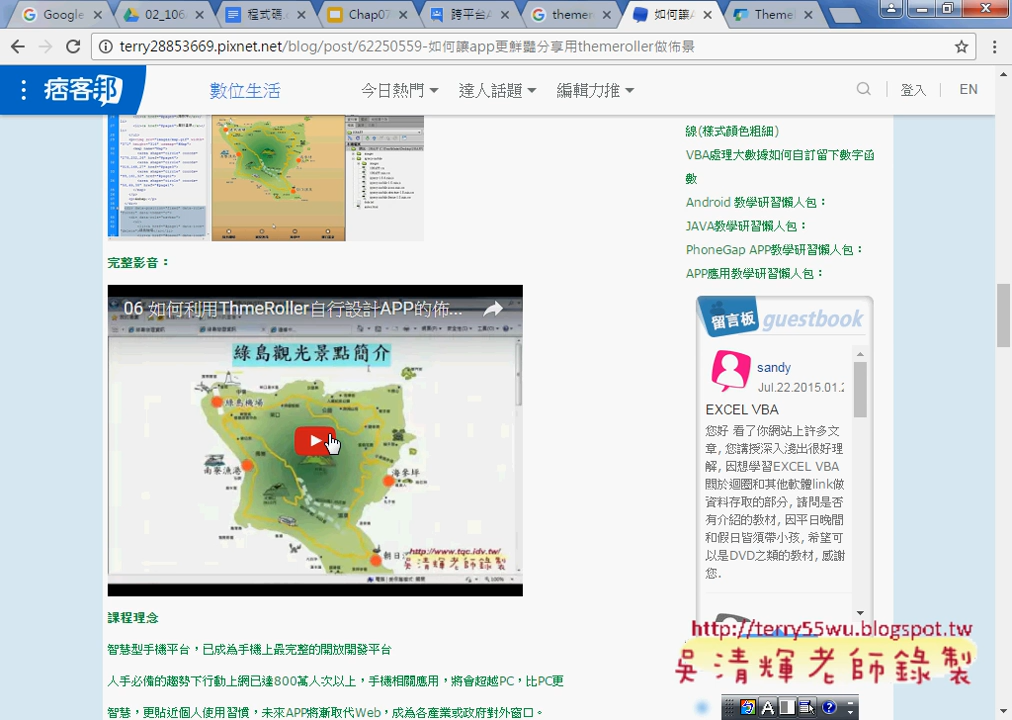 Google
02_106
程式碼
Chap07
跨平台A
themer
如何讓A
Theme
terry28853669.pixnet.net/blog/post/62250559-如何讓app更鮮豔分享用themeroller做佈景
痞客邦
數位生活
今日熱門
達人話題
編輯力推
登入
EN
線(樣式顏色粗細)
VBA處理大數據如何自訂留下數字函
數
Android 教學研習懶人包：
JAVA教學研習懶人包：
PhoneGap APP教學研習懶人包：
APP應用教學研習懶人包：
完整影音：
06 如何利用ThmeRoller自行設計APP的佈...
綠島觀光景點簡介
綠島機場
南寮漁港
海參坪
朝日
http://www.tqc.idv.tw/
吳清輝老師錄製
100%
留言板 guestbook
sandy
Jul.22.2015.01.2
EXCEL VBA
您好 看了你網站上許多文
章, 您講授深入淺出很好理
解, 因想學習EXCEL VBA
關於迴圈和其他軟體link做
資料存取的部分, 請問是否
有介紹的教材, 因平日晚間
和假日皆須帶小孩, 希望可
以是DVD之類的教材, 感謝
您.
課程理念
智慧型手機平台，已成為手機上最完整的開放開發平台
人手必備的趨勢下行動上網已達800萬人次以上，手機相關應用，將會超越PC，比PC更
智慧，更貼近個人使用習慣，未來APP將漸取代Web，成為各產業或政府對外窗口。
http://terry55wu.blogspot.tw
吳清輝老師錄製